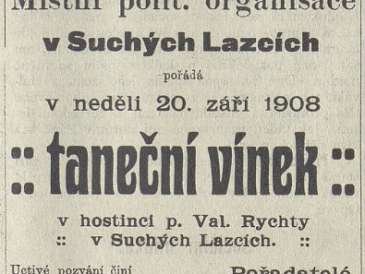 Místní polit. organisace
v Suchých Lazcích
pořádá
v neděli 20. září 1908
:: taneční vínek ::
v hostinci p. Val. Rychty
:: v Suchých Lazcích. ::
Uctivé pozvání činí Pořadatelé